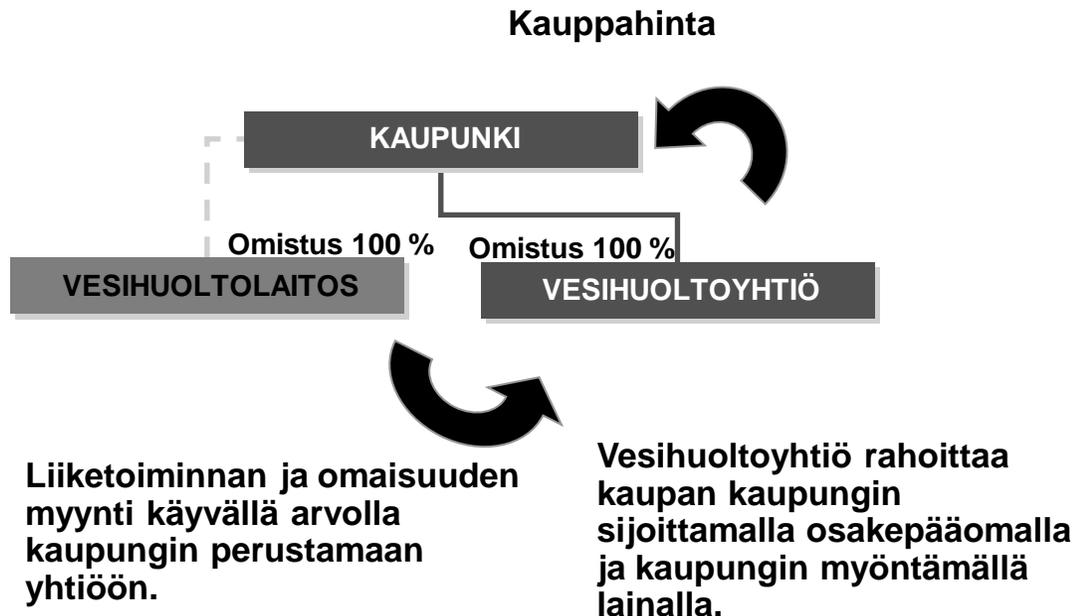 Kauppahinta
KAUPUNKI
Omistus 100 %
Omistus 100 %
VESIHUOLTOLAITOS
VESIHUOLTOYHTIÖ
Liiketoiminnan ja omaisuuden
myynti käyvällä arvolla
kaupungin perustamaan
yhtiöön.
Vesihuoltoyhtiö rahoittaa
kaupan kaupungin
sijoittamalla osakepääomalla
ja kaupungin myöntämällä
lainalla.